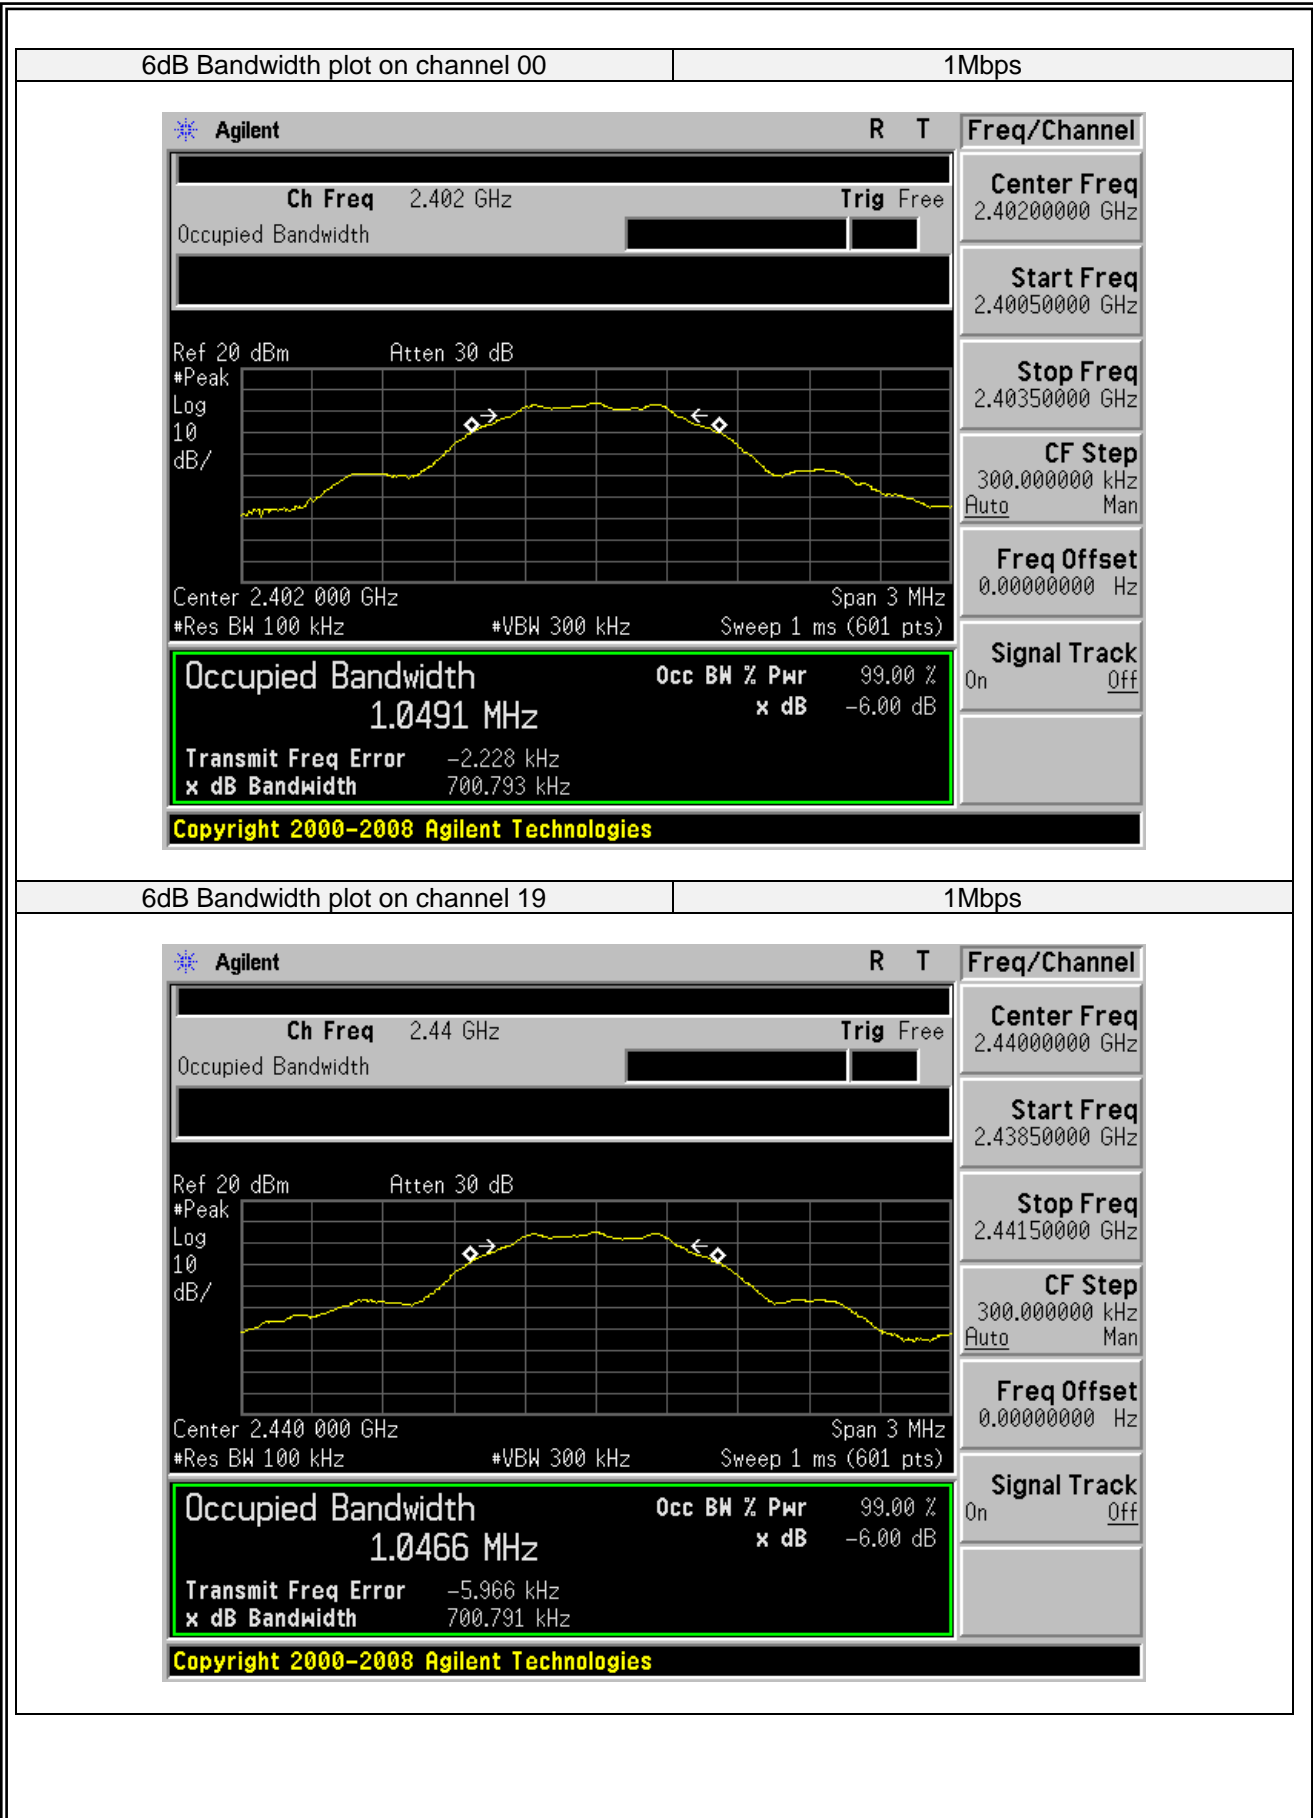 6dB Bandwidth plot on channel 00 1Mbps
Agilent R T Freq/Channel
Ch Freq 2.402 GHz Trig Free
Occupied Bandwidth
Center Freq
2.40200000 GHz
Start Freq
2.40050000 GHz
Stop Freq
2.40350000 GHz
CF Step
300.000000 kHz
Auto Man
Freq Offset
0.00000000 Hz
Signal Track
On Off
Ref 20 dBm Atten 30 dB
#Peak
Log
10
dB/
Center 2.402 000 GHz Span 3 MHz
#Res BW 100 kHz #VBW 300 kHz Sweep 1 ms (601 pts)
Occupied Bandwidth Occ BW % Pwr 99.00 %
1.0491 MHz x dB -6.00 dB
Transmit Freq Error -2.228 kHz
x dB Bandwidth 700.793 kHz
Copyright 2000-2008 Agilent Technologies
6dB Bandwidth plot on channel 19 1Mbps
Agilent R T Freq/Channel
Ch Freq 2.44 GHz Trig Free
Occupied Bandwidth
Center Freq
2.44000000 GHz
Start Freq
2.43850000 GHz
Stop Freq
2.44150000 GHz
CF Step
300.000000 kHz
Auto Man
Freq Offset
0.00000000 Hz
Signal Track
On Off
Ref 20 dBm Atten 30 dB
#Peak
Log
10
dB/
Center 2.440 000 GHz Span 3 MHz
#Res BW 100 kHz #VBW 300 kHz Sweep 1 ms (601 pts)
Occupied Bandwidth Occ BW % Pwr 99.00 %
1.0466 MHz x dB -6.00 dB
Transmit Freq Error -5.966 kHz
x dB Bandwidth 700.791 kHz
Copyright 2000-2008 Agilent Technologies